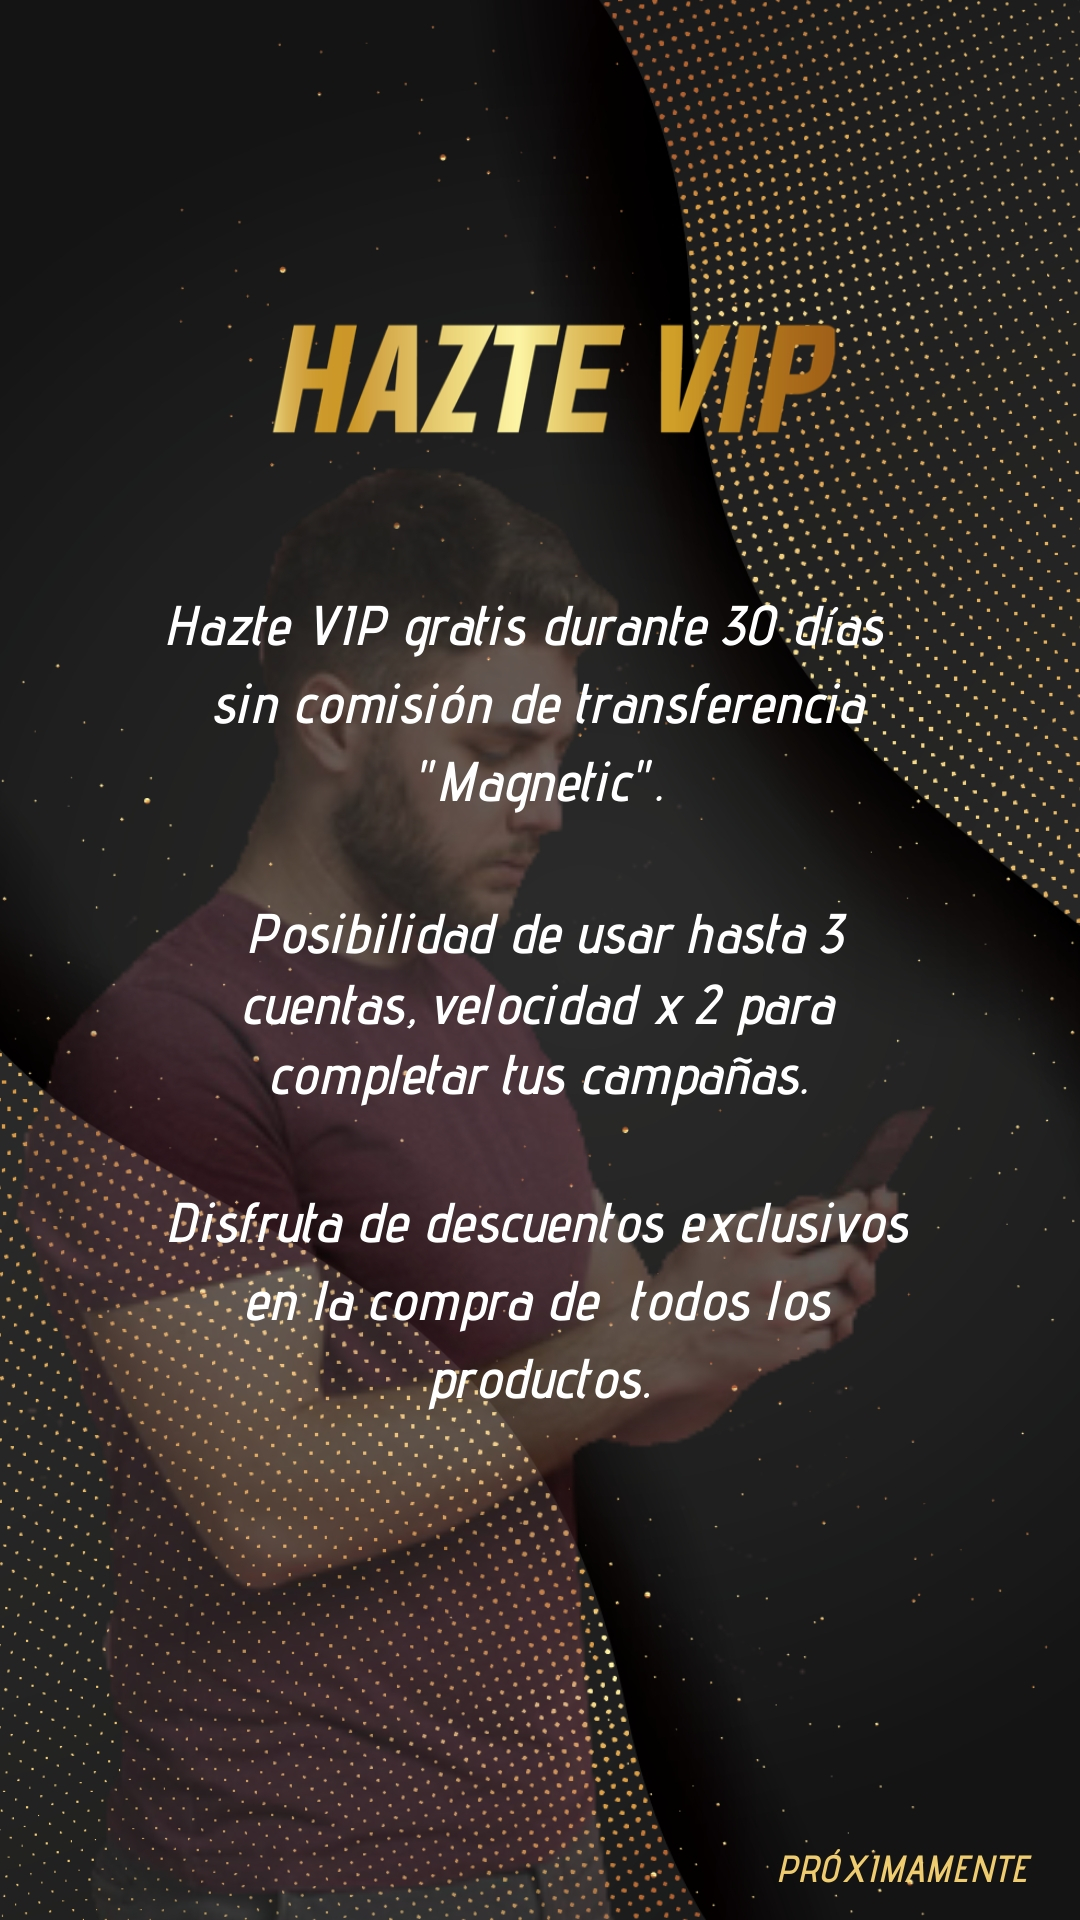 HAZTE VIP
Hazte VIP gratis durante 30 días
sin comisión de transferencia
"Magnetic".
Posibilidad de usar hasta 3
cuentas, velocidad x 2 para
completar tus campañas.
Disfruta de descuentos exclusivos
en la compra de todos los
productos.
PRÓXIMAMENTE